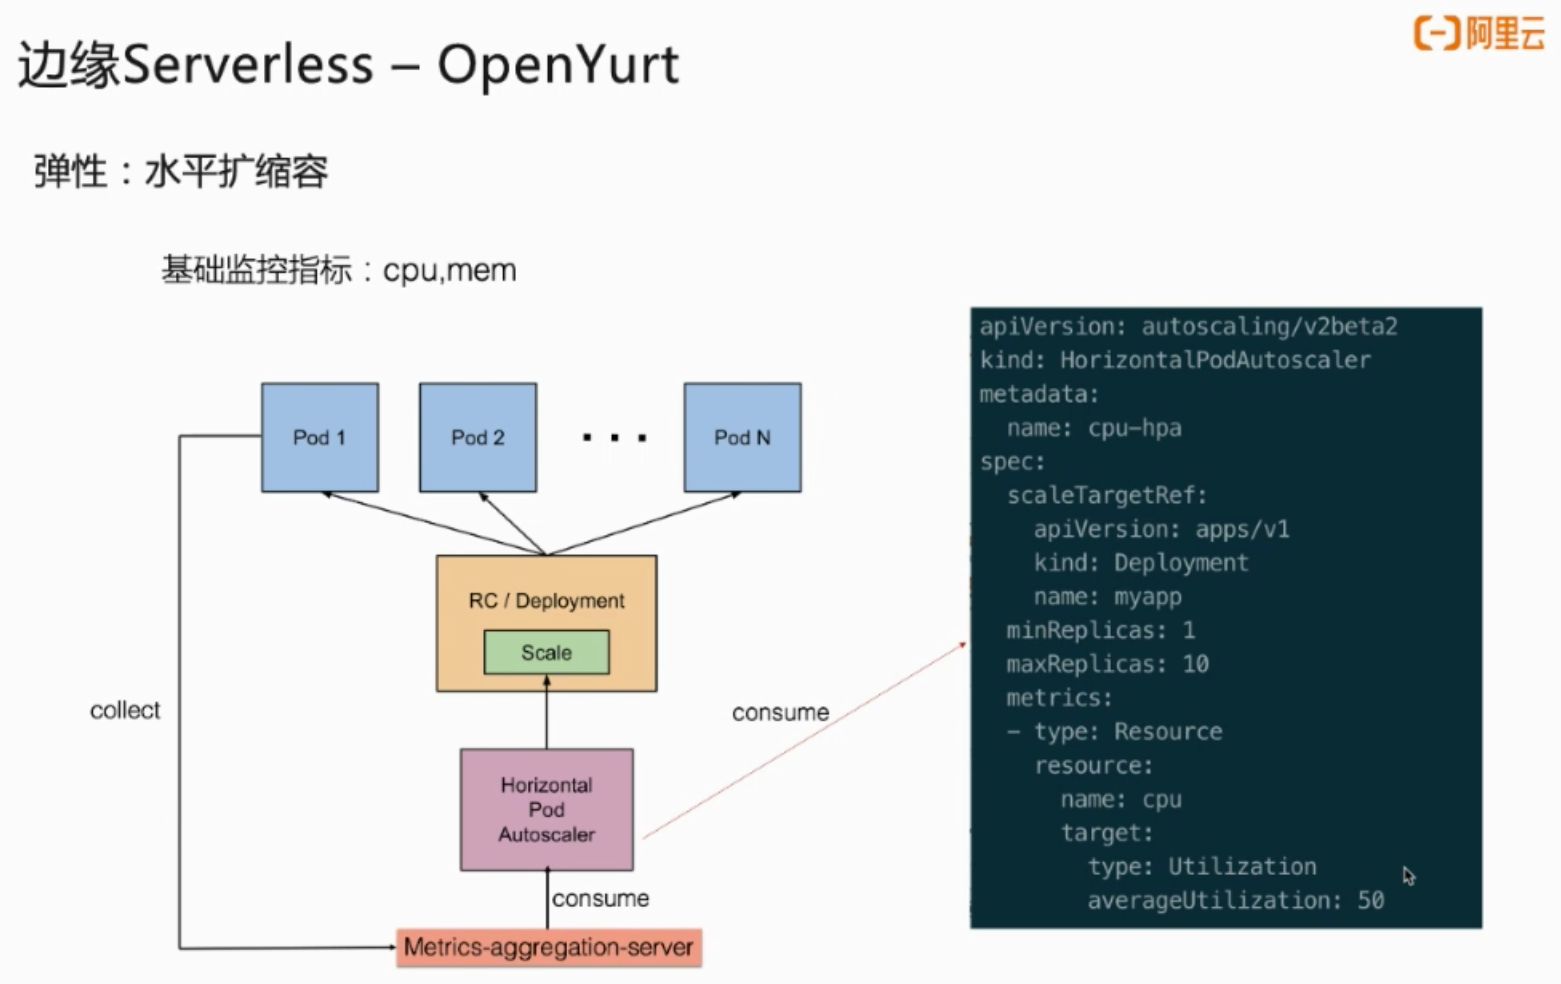 阿里云
边缘Serverless – OpenYurt
弹性：水平扩缩容
基础监控指标：cpu,mem
Pod 1
Pod 2
. . .
Pod N
RC / Deployment
Scale
collect
consume
Horizontal
Pod
Autoscaler
consume
Metrics-aggregation-server
apiVersion: autoscaling/v2beta2
kind: HorizontalPodAutoscaler
metadata:
  name: cpu-hpa
spec:
  scaleTargetRef:
    apiVersion: apps/v1
    kind: Deployment
    name: myapp
  minReplicas: 1
  maxReplicas: 10
  metrics:
  - type: Resource
    resource:
      name: cpu
      target:
        type: Utilization
        averageUtilization: 50